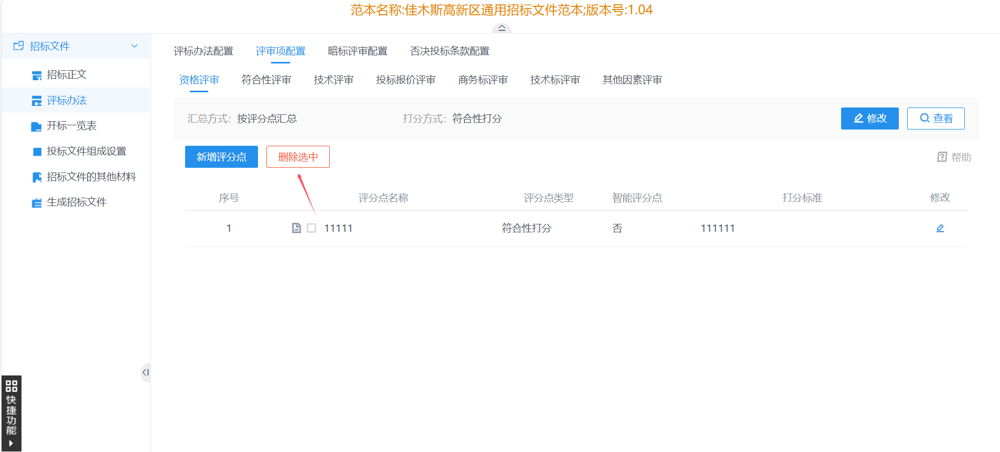 范本名称:佳木斯高新区通用招标文件范本;版本号:1.04
招标文件
招标正文
评标办法
开标一览表
投标文件组成设置
招标文件的其他材料
生成招标文件
快捷功能
评标办法配置 评审项配置 暗标评审配置 否决投标条款配置
资格评审 符合性评审 技术评审 投标报价评审 商务标评审 技术标评审 其他因素评审
汇总方式: 按评分点汇总 打分方式: 符合性打分 修改 查看
新增评分点 删除选中 帮助
序号 评分点名称 评分点类型 智能评分点 打分标准 修改
1 11111 符合性打分 否 111111